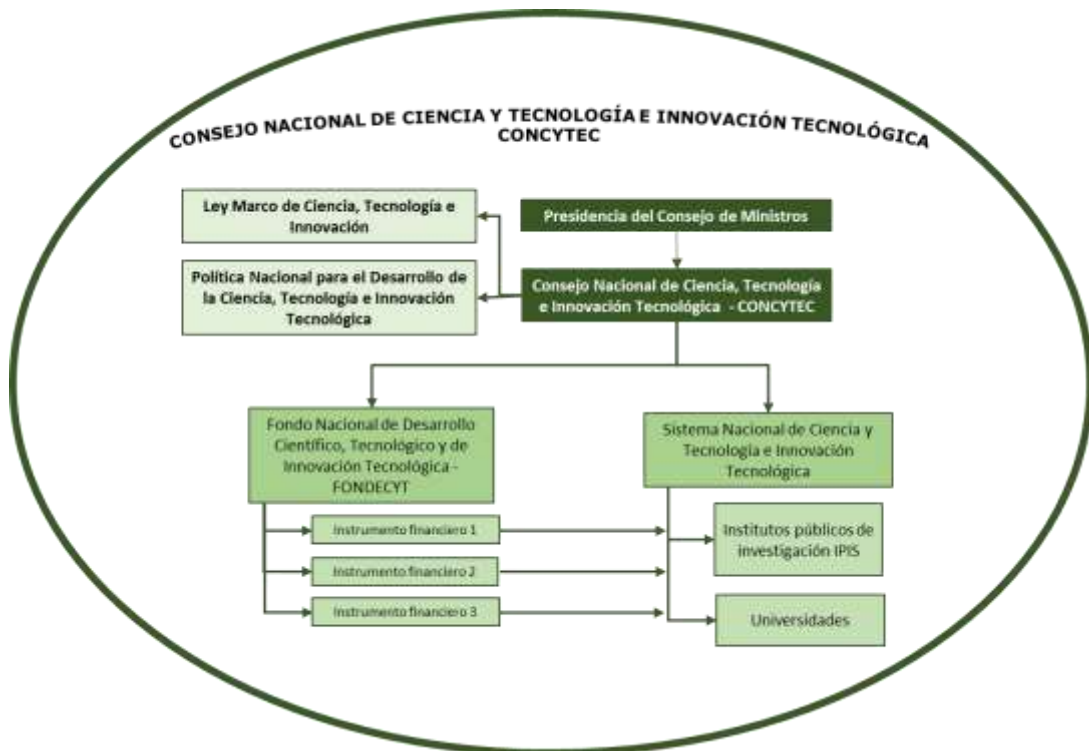 CONSEJO NACIONAL DE CIENCIA Y TECNOLOGÍA E INNOVACIÓN TECNOLÓGICA
CONCYTEC
Ley Marco de Ciencia, Tecnología e
Innovación
Presidencia del Consejo de Ministros
Política Nacional para el Desarrollo de
la Ciencia, Tecnología e Innovación
Tecnológica
Consejo Nacional de Ciencia, Tecnología
e Innovación Tecnológica - CONCYTEC
Fondo Nacional de Desarrollo
Científico, Tecnológico y de
Innovación Tecnológica -
FONDECYT
Sistema Nacional de Ciencia y
Tecnología e Innovación
Tecnológica
Instrumento financiero 1
Instrumento financiero 2
Instrumento financiero 3
Institutos públicos de
investigación IPIS
Universidades